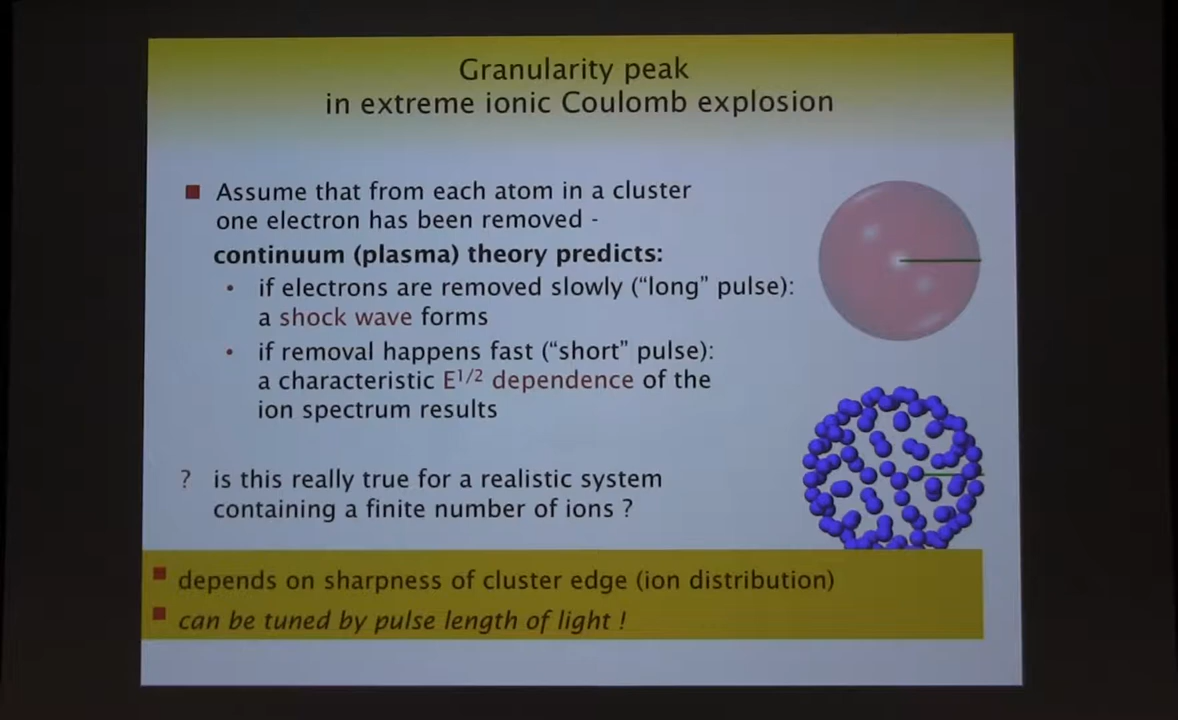 Granularity peak
in extreme ionic Coulomb explosion
Assume that from each atom in a cluster
one electron has been removed -
continuum (plasma) theory predicts:
• if electrons are removed slowly (“long” pulse):
a shock wave forms
• if removal happens fast (“short” pulse):
a characteristic E¹/² dependence of the
ion spectrum results
? is this really true for a realistic system
containing a finite number of ions ?
depends on sharpness of cluster edge (ion distribution)
can be tuned by pulse length of light !